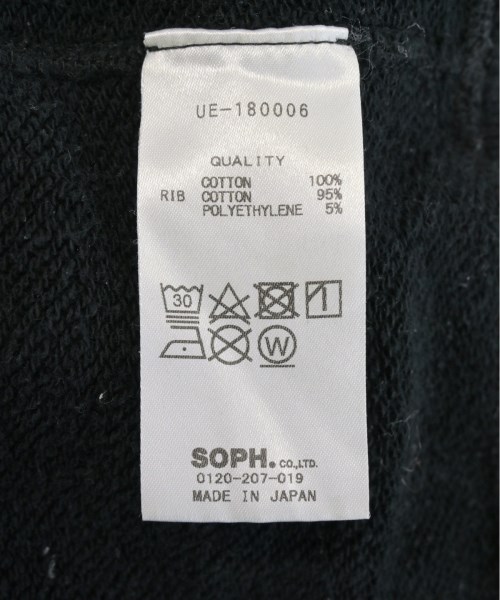 UE-180006
QUALITY
COTTON 100%
RIB COTTON 95%
POLYETHYLENE 5%
30
W
SOPH. CO.,LTD.
0120-207-019
MADE IN JAPAN